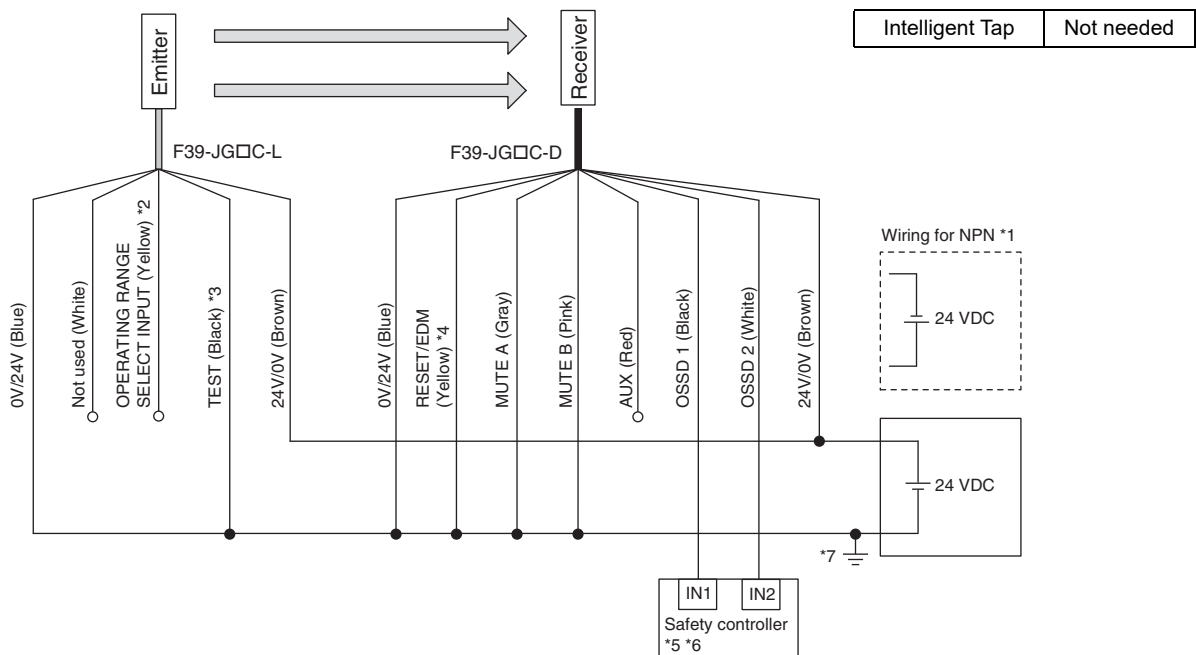 Emitter
Receiver
Intelligent Tap Not needed
F39-JG□C-L
F39-JG□C-D
0V/24V (Blue)
Not used (White)
OPERATING RANGE
SELECT INPUT (Yellow) *2
TEST (Black) *3
24V/0V (Brown)
0V/24V (Blue)
RESET/EDM
(Yellow) *4
MUTE A (Gray)
MUTE B (Pink)
AUX (Red)
OSSD 1 (Black)
OSSD 2 (White)
24V/0V (Brown)
Wiring for NPN *1
24 VDC
24 VDC
*7
IN1
IN2
Safety controller
*5 *6